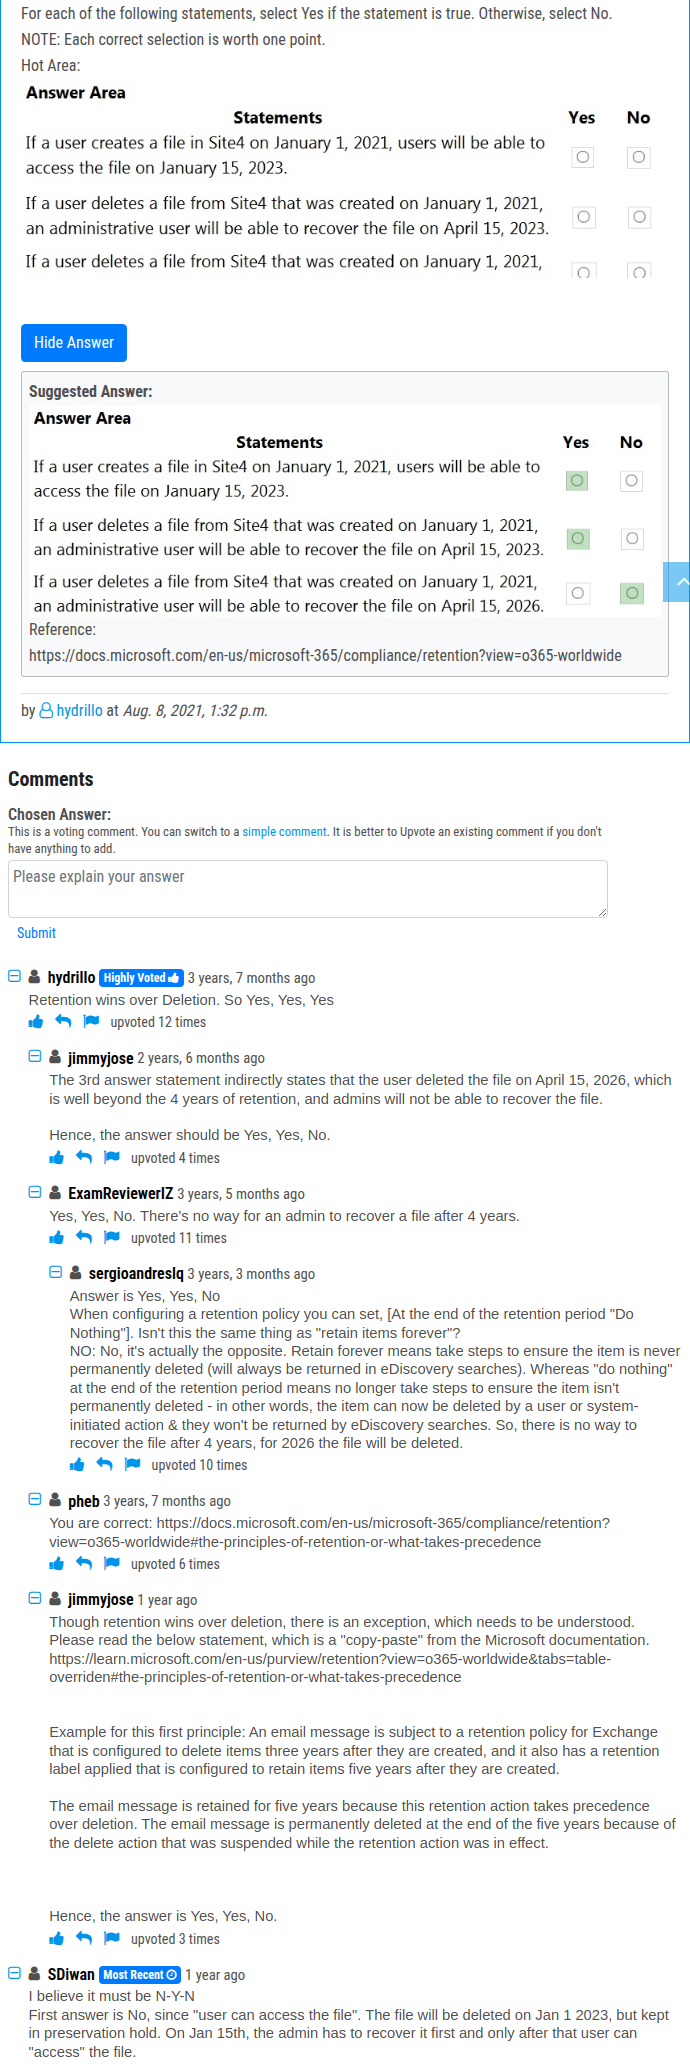 For each of the following statements, select Yes if the statement is true. Otherwise, select No.
NOTE: Each correct selection is worth one point.
Hot Area:
Answer Area
Statements Yes No
If a user creates a file in Site4 on January 1, 2021, users will be able to
access the file on January 15, 2023.
If a user deletes a file from Site4 that was created on January 1, 2021,
an administrative user will be able to recover the file on April 15, 2023.
If a user deletes a file from Site4 that was created on January 1, 2021,
Hide Answer
Suggested Answer:
Answer Area
Statements Yes No
If a user creates a file in Site4 on January 1, 2021, users will be able to
access the file on January 15, 2023.
If a user deletes a file from Site4 that was created on January 1, 2021,
an administrative user will be able to recover the file on April 15, 2023.
If a user deletes a file from Site4 that was created on January 1, 2021,
an administrative user will be able to recover the file on April 15, 2026.
Reference:
https://docs.microsoft.com/en-us/microsoft-365/compliance/retention?view=o365-worldwide
by hydrillo at Aug. 8, 2021, 1:32 p.m.
Comments
Chosen Answer:
This is a voting comment. You can switch to a simple comment. It is better to Upvote an existing comment if you don't
have anything to add.
Please explain your answer
Submit
hydrillo Highly Voted 3 years, 7 months ago
Retention wins over Deletion. So Yes, Yes, Yes
upvoted 12 times
jimmyjose 2 years, 6 months ago
The 3rd answer statement indirectly states that the user deleted the file on April 15, 2026, which
is well beyond the 4 years of retention, and admins will not be able to recover the file.
Hence, the answer should be Yes, Yes, No.
upvoted 4 times
ExamReviewerIZ 3 years, 5 months ago
Yes, Yes, No. There's no way for an admin to recover a file after 4 years.
upvoted 11 times
sergioandreslq 3 years, 3 months ago
Answer is Yes, Yes, No
When configuring a retention policy you can set, [At the end of the retention period "Do
Nothing"]. Isn't this the same thing as "retain items forever"?
NO: No, it's actually the opposite. Retain forever means take steps to ensure the item is never
permanently deleted (will always be returned in eDiscovery searches). Whereas "do nothing"
at the end of the retention period means no longer take steps to ensure the item isn't
permanently deleted - in other words, the item can now be deleted by a user or system-
initiated action & they won't be returned by eDiscovery searches. So, there is no way to
recover the file after 4 years, for 2026 the file will be deleted.
upvoted 10 times
pheb 3 years, 7 months ago
You are correct: https://docs.microsoft.com/en-us/microsoft-365/compliance/retention?
view=o365-worldwide#the-principles-of-retention-or-what-takes-precedence
upvoted 6 times
jimmyjose 1 year ago
Though retention wins over deletion, there is an exception, which needs to be understood.
Please read the below statement, which is a "copy-paste" from the Microsoft documentation.
https://learn.microsoft.com/en-us/purview/retention?view=o365-worldwide&tabs=table-
overriden#the-principles-of-retention-or-what-takes-precedence
Example for this first principle: An email message is subject to a retention policy for Exchange
that is configured to delete items three years after they are created, and it also has a retention
label applied that is configured to retain items five years after they are created.
The email message is retained for five years because this retention action takes precedence
over deletion. The email message is permanently deleted at the end of the five years because of
the delete action that was suspended while the retention action was in effect.
Hence, the answer is Yes, Yes, No.
upvoted 3 times
SDiwan Most Recent 1 year ago
I believe it must be N-Y-N
First answer is No, since "user can access the file". The file will be deleted on Jan 1 2023, but kept
in preservation hold. On Jan 15th, the admin has to recover it first and only after that user can
"access" the file.